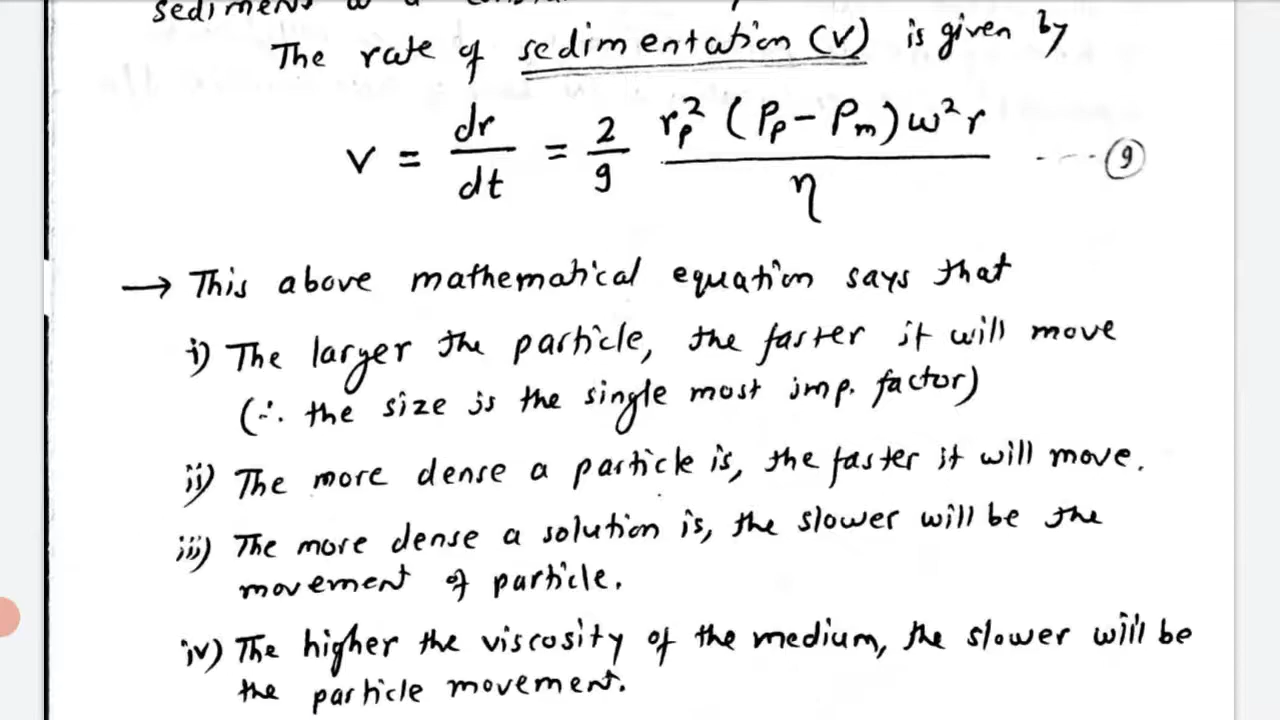 sediments
The rate of sedimentation (v) is given by
v = dr/dt = 2/9 r_p² (ρ_p − ρ_m) ω² r / η ---- ⑨
→ This above mathematical equation says that
i) The larger the particle, the faster it will move
(∴ the size is the single most imp. factor)
ii) The more dense a particle is, the faster it will move.
iii) The more dense a solution is, the slower will be the
movement of particle.
iv) The higher the viscosity of the medium, the slower will be
the particle movement.